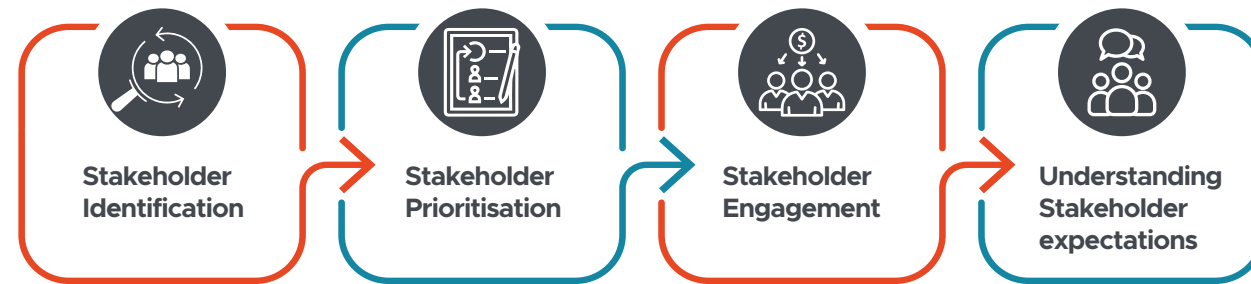 Stakeholder
Identification
Stakeholder
Prioritisation
$
Stakeholder
Engagement
Understanding
Stakeholder
expectations